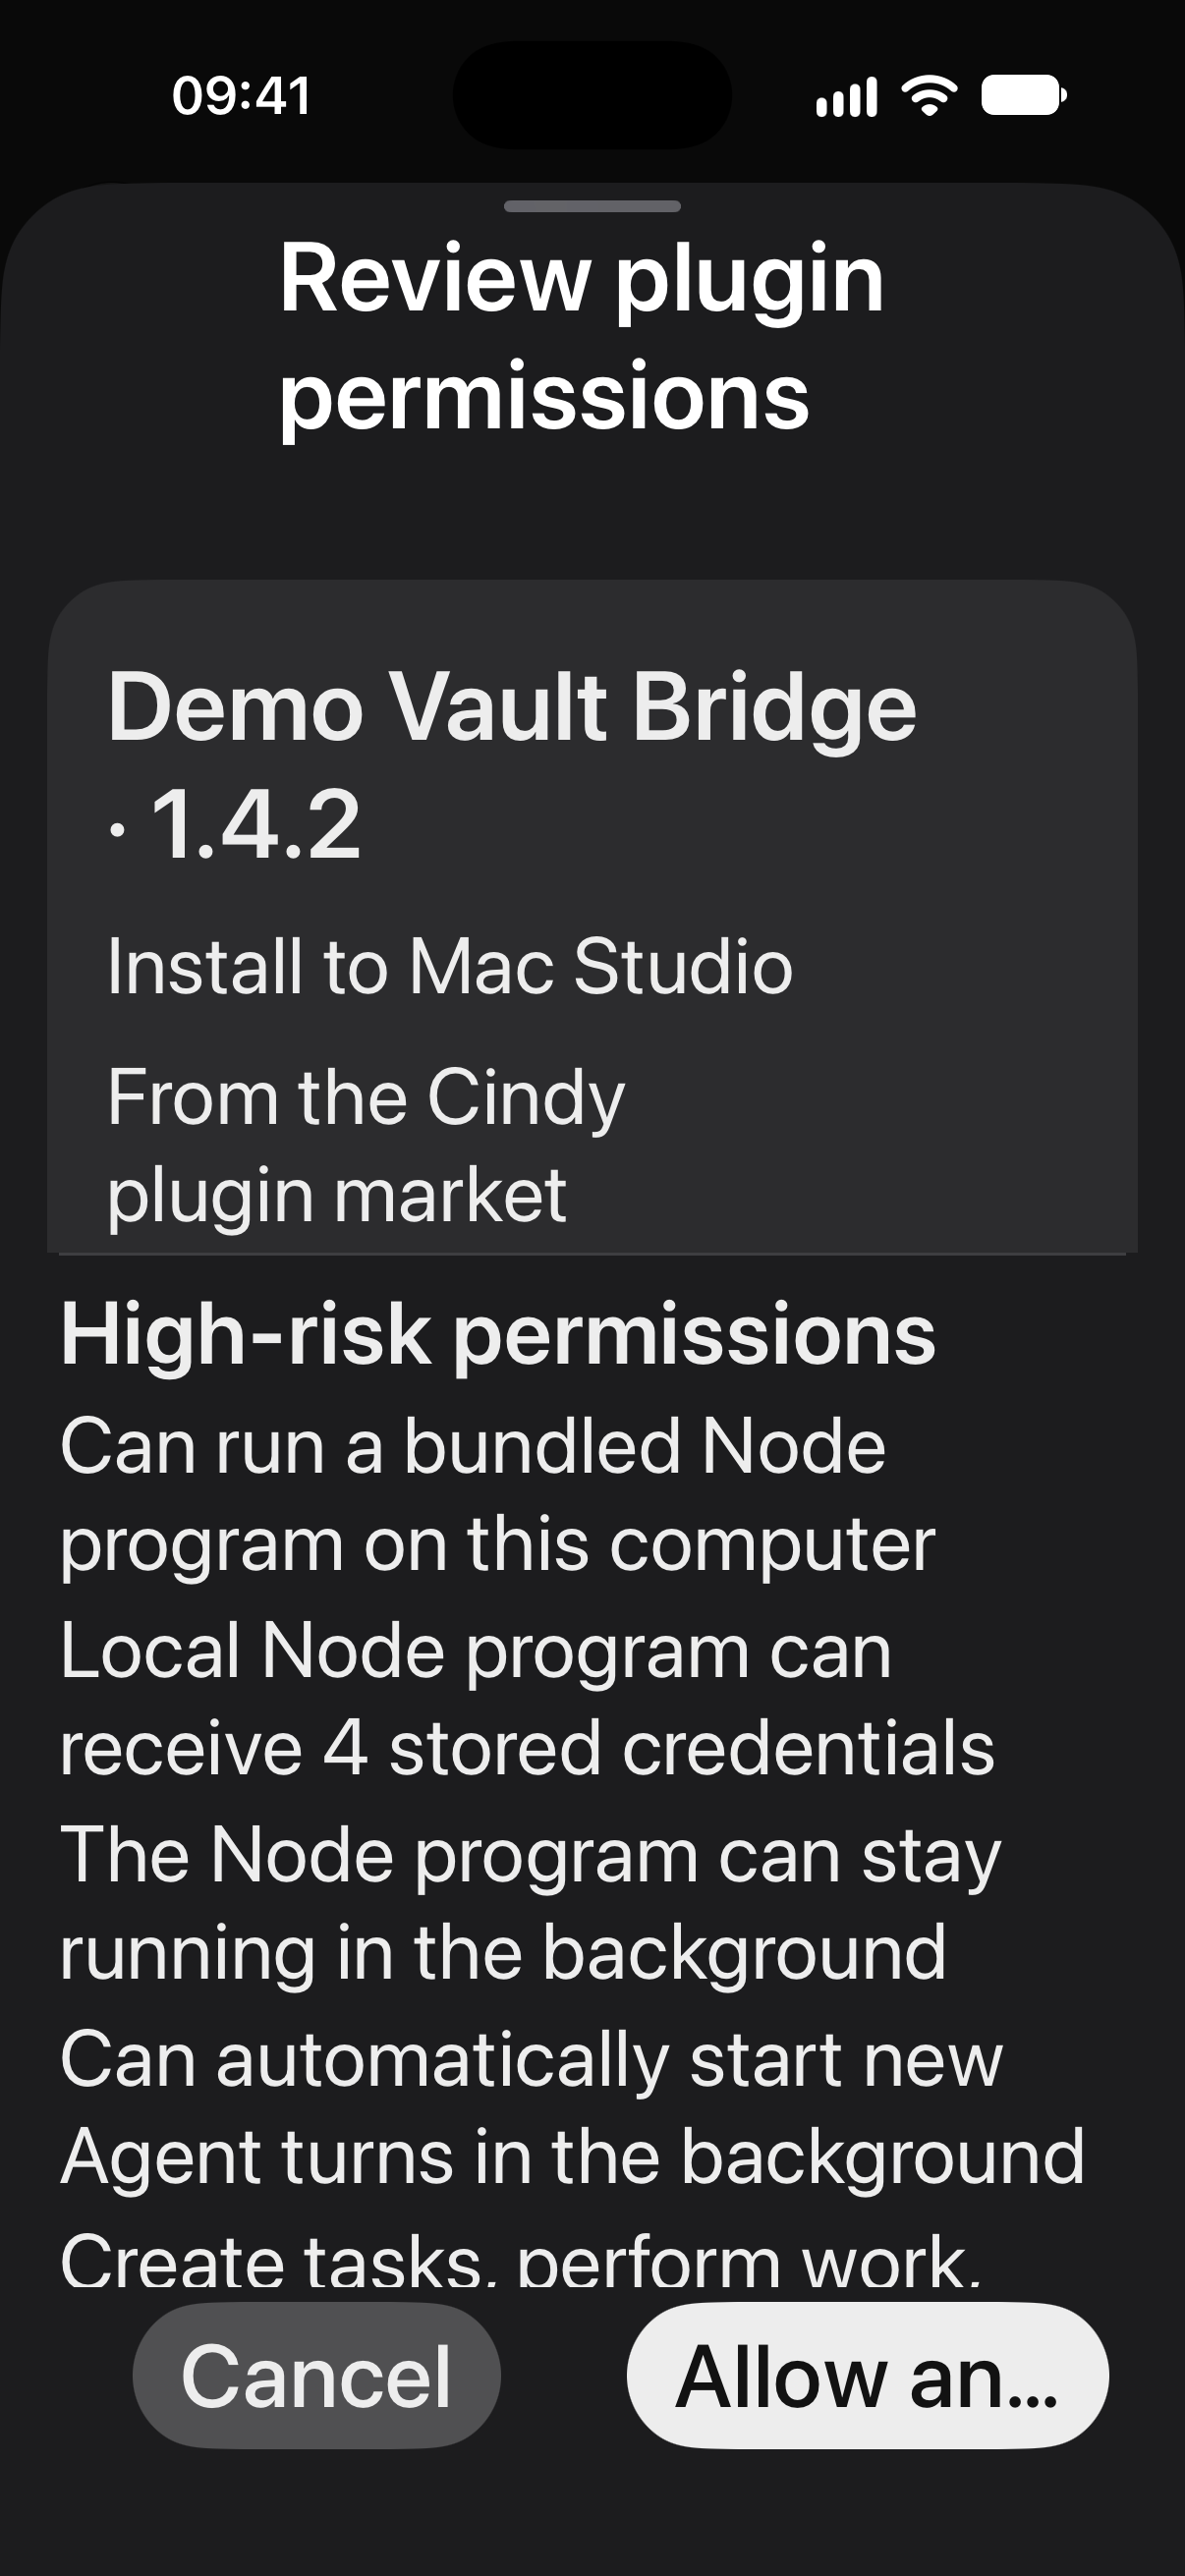 09:41
Review plugin
permissions
Demo Vault Bridge
· 1.4.2
Install to Mac Studio
From the Cindy
plugin market
High-risk permissions
Can run a bundled Node
program on this computer
Local Node program can
receive 4 stored credentials
The Node program can stay
running in the background
Can automatically start new
Agent turns in the background
Create tasks, perform work,
Cancel
Allow an…